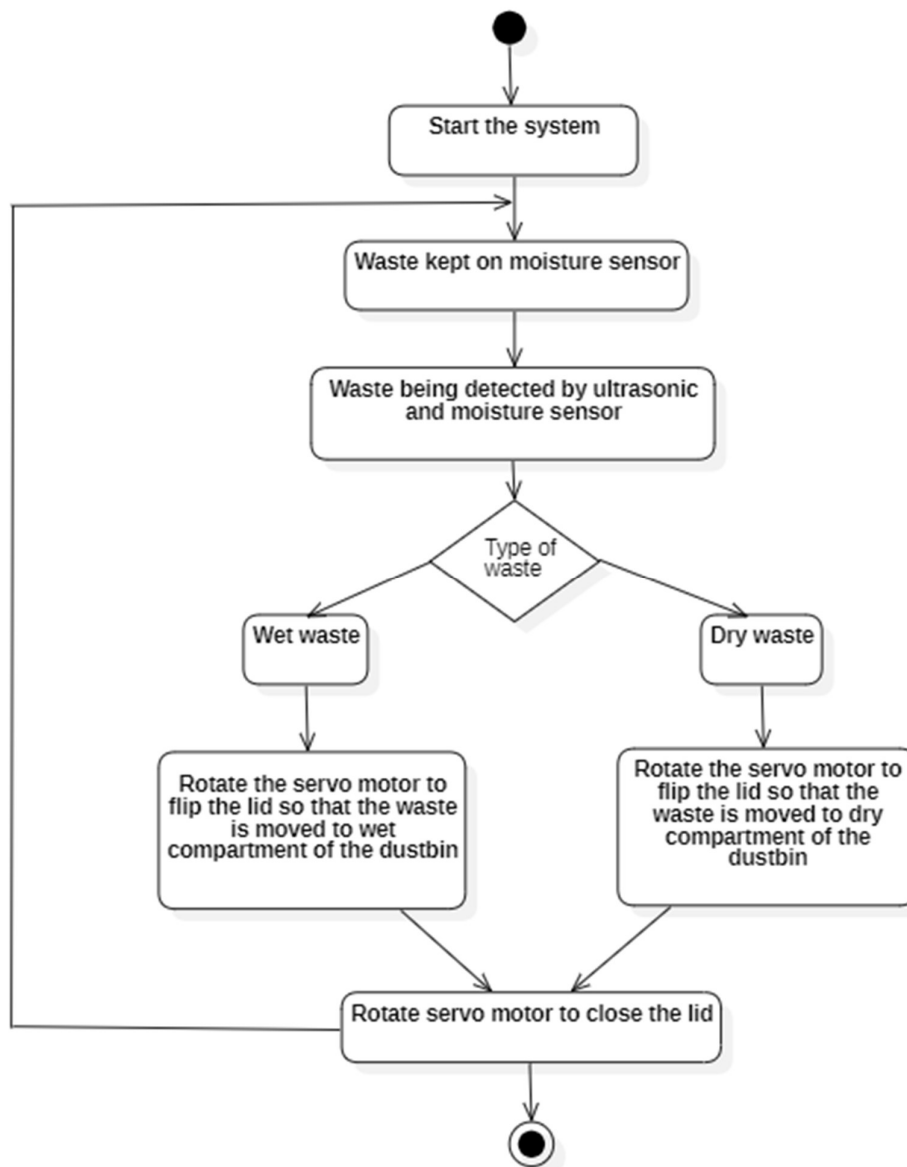 Start the system
Waste kept on moisture sensor
Waste being detected by ultrasonic
and moisture sensor
Type of
waste
Wet waste
Dry waste
Rotate the servo motor to
flip the lid so that the waste
is moved to wet
compartment of the dustbin
Rotate the servo motor to
flip the lid so that the
waste is moved to dry
compartment of the
dustbin
Rotate servo motor to close the lid